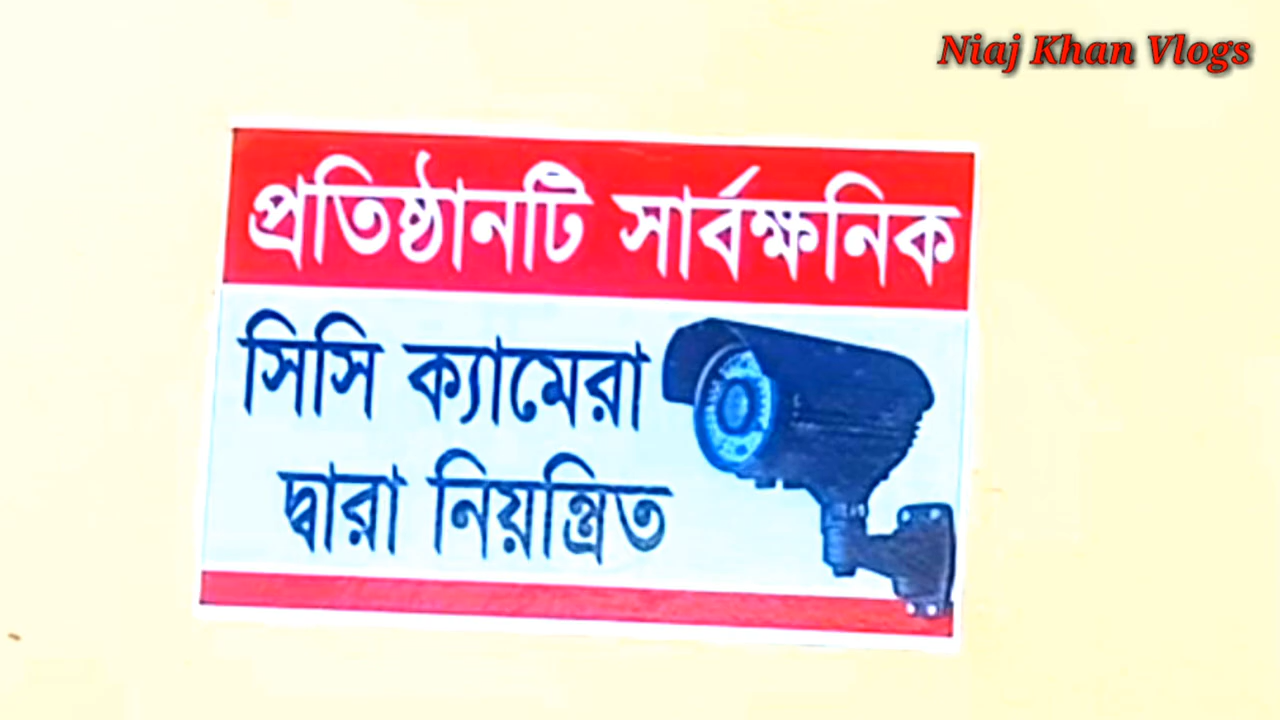 Niaj Khan Vlogs
প্রতিষ্ঠানটি সার্বক্ষনিক
সিসি ক্যামেরা
দ্বারা নিয়ন্ত্রিত